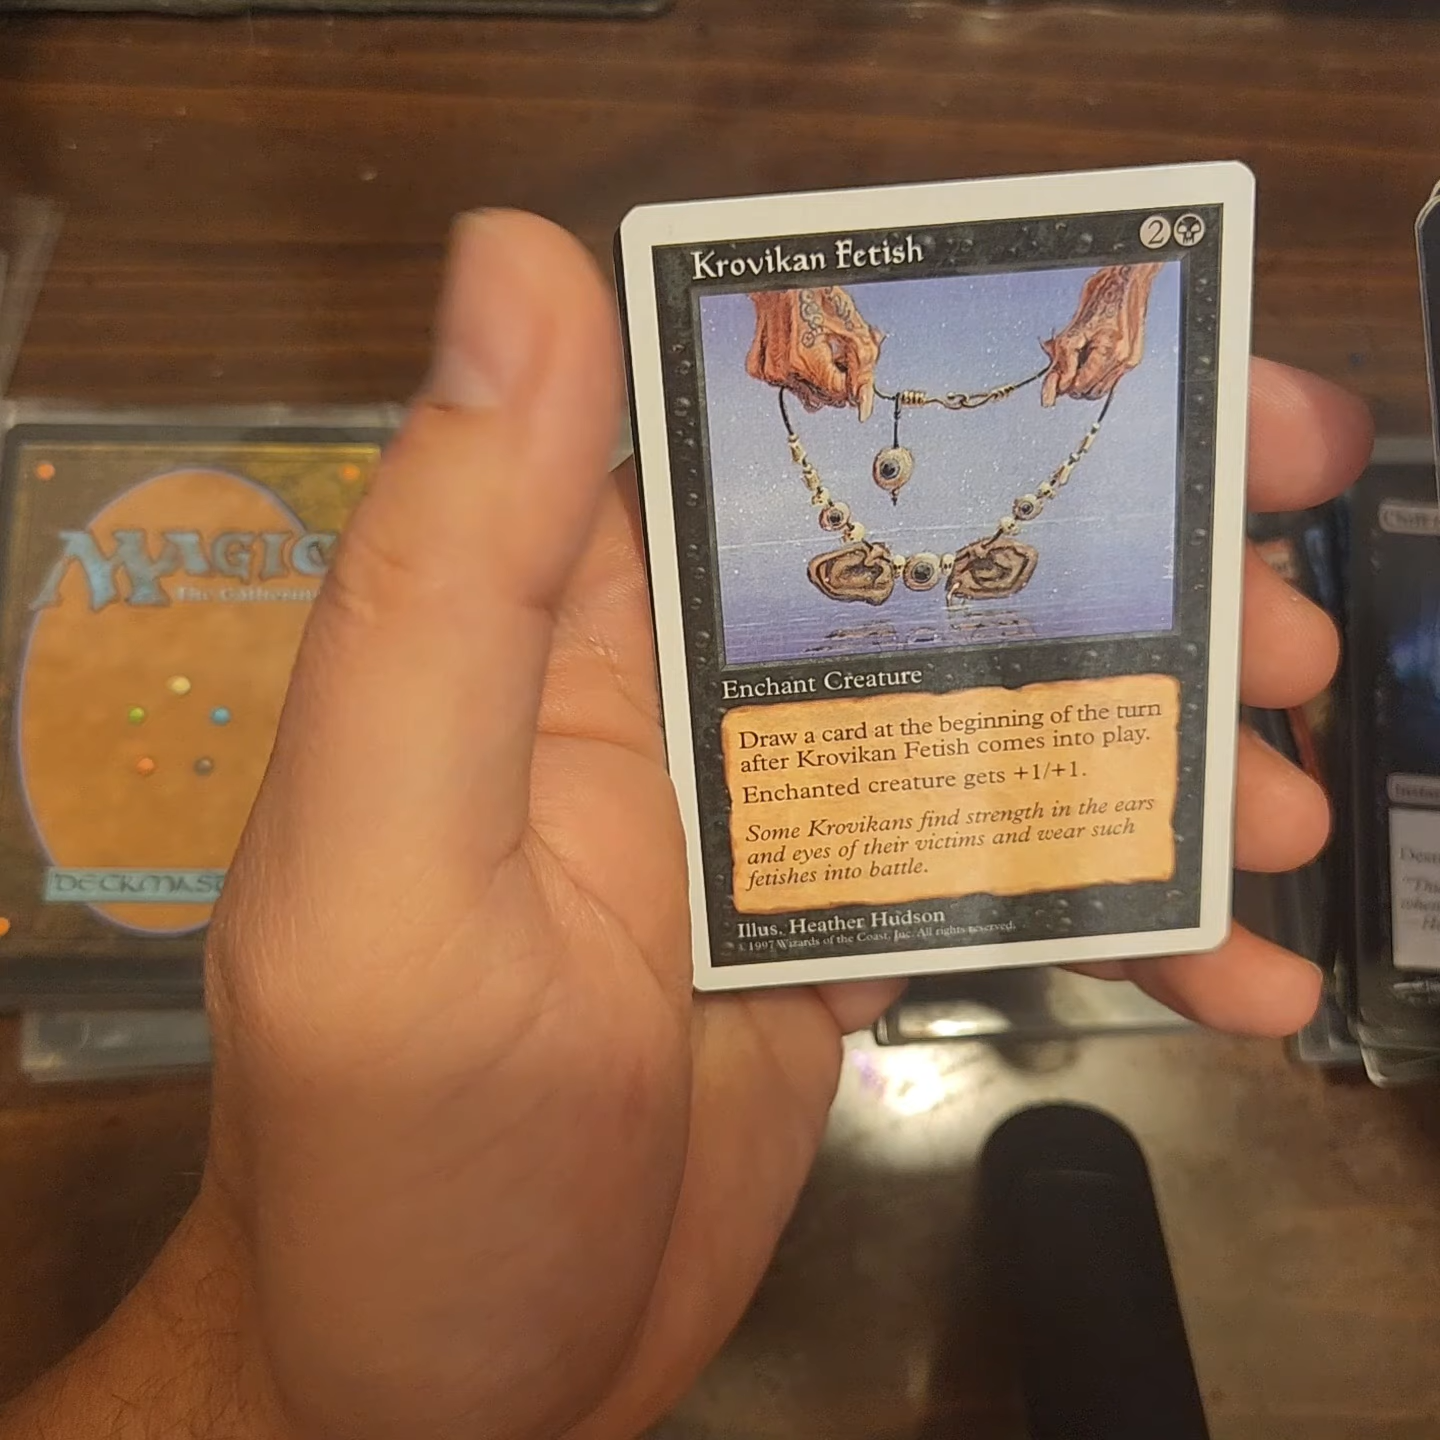 Krovikan Fetish
2
Enchant Creature
Draw a card at the beginning of the turn
after Krovikan Fetish comes into play.
Enchanted creature gets +1/+1.
Some Krovikans find strength in the ears
and eyes of their victims and wear such
fetishes into battle.
Illus. Heather Hudson
©1997 Wizards of the Coast, Inc. All rights reserved.
MAGIC
The Gathering